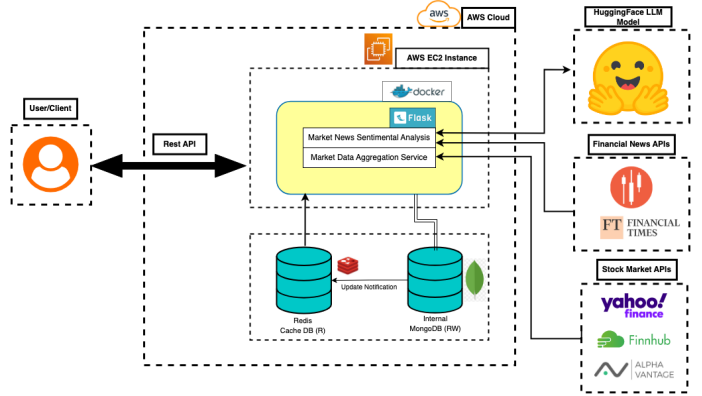 aws
AWS Cloud
HuggingFace LLM
Model
AWS EC2 Instance
docker
User/Client
Flask
Rest API
Market News Sentimental Analysis
Market Data Aggregation Service
Financial News APIs
FT
FINANCIAL
TIMES
Stock Market APIs
Update Notification
Redis
Cache DB (R)
Internal
MongoDB (RW)
yahoo!
finance
Finnhub
ALPHA
VANTAGE